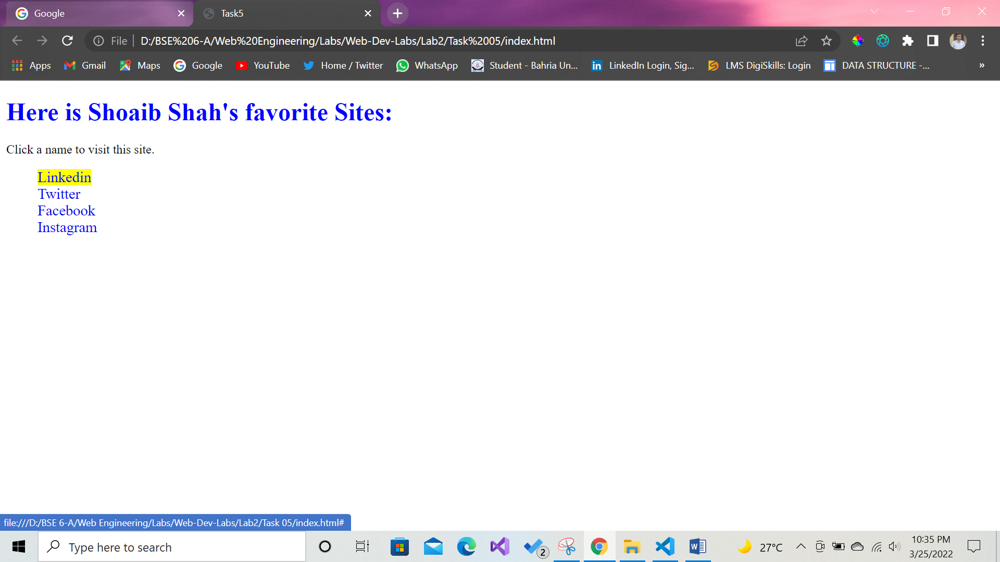 Google
Task5
File
D:/BSE%206-A/Web%20Engineering/Labs/Web-Dev-Labs/Lab2/Task%2005/index.html
Apps
Gmail
Maps
Google
YouTube
Home / Twitter
WhatsApp
Student - Bahria Un...
LinkedIn Login, Sig...
LMS DigiSkills: Login
DATA STRUCTURE -...
»
Here is Shoaib Shah's favorite Sites:
Click a name to visit this site.
Linkedin
Twitter
Facebook
Instagram
file:///D:/BSE 6-A/Web Engineering/Labs/Web-Dev-Labs/Lab2/Task 05/index.html#
Type here to search
2
27°C
10:35 PM
3/25/2022